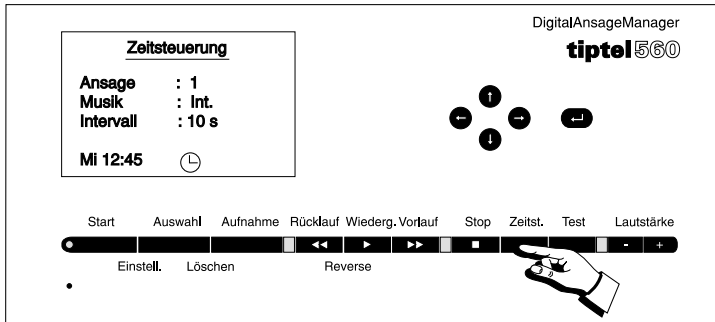 DigitalAnsageManager
tiptel 560
Zeitsteuerung
Ansage : 1
Musik : Int.
Intervall : 10 s
Mi 12:45
Start Auswahl Aufnahme Rücklauf Wiederg. Vorlauf Stop Zeitst. Test Lautstärke
- +
Einstell. Löschen Reverse